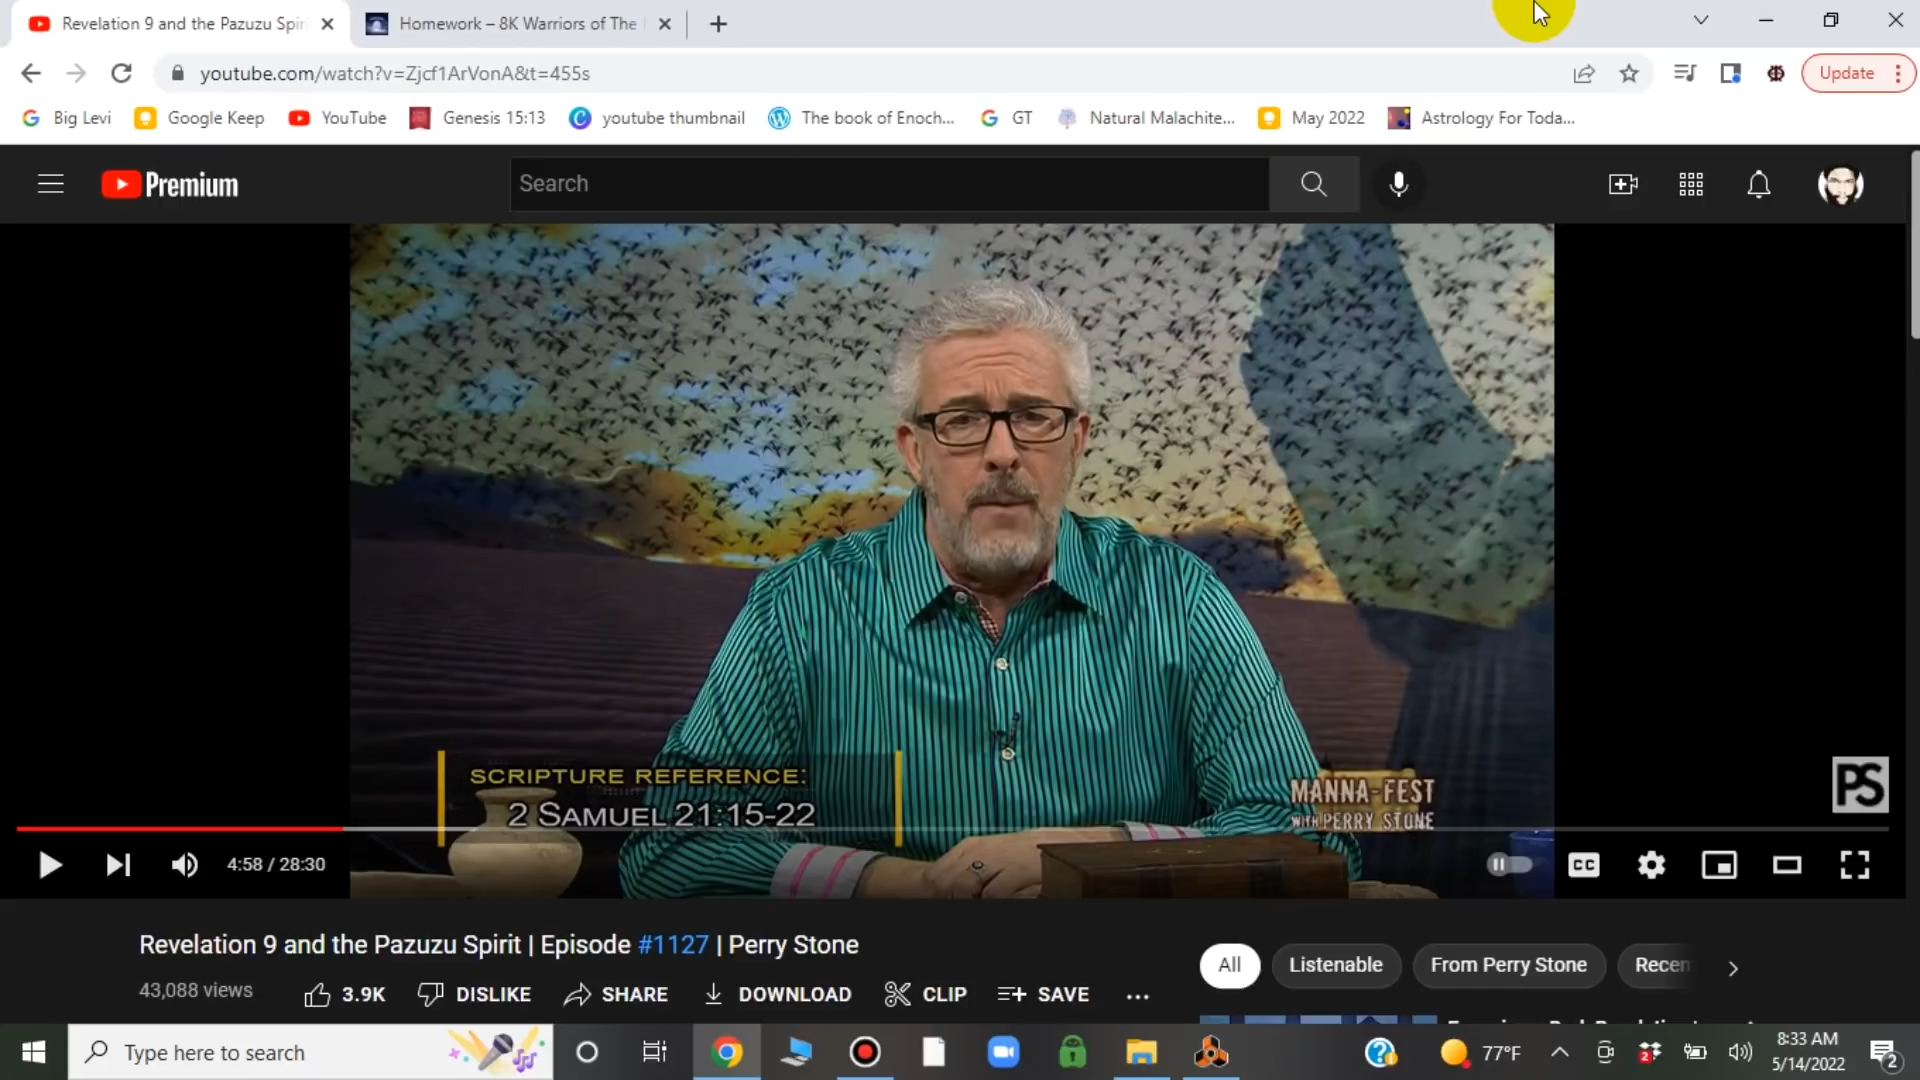 Revelation 9 and the Pazuzu Spir
Homework – 8K Warriors of The
youtube.com/watch?v=Zjcf1ArVonA&t=455s
Update
Big Levi
Google Keep
YouTube
Genesis 15:13
youtube thumbnail
The book of Enoch...
GT
Natural Malachite...
May 2022
Astrology For Toda...
Premium
Search
SCRIPTURE REFERENCE:
2 SAMUEL 21:15-22
MANNA-FEST
WITH PERRY STONE
PS
4:58 / 28:30
CC
Revelation 9 and the Pazuzu Spirit | Episode #1127 | Perry Stone
43,088 views
3.9K
DISLIKE
SHARE
DOWNLOAD
CLIP
SAVE
All
Listenable
From Perry Stone
Recen
Type here to search
77°F
2
8:33 AM
5/14/2022
2